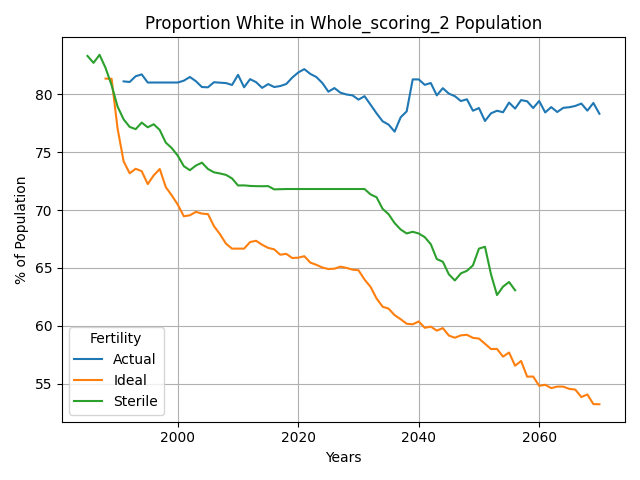 Proportion White in Whole_scoring_2 Population
% of Population
80
75
70
65
60
55
Fertility
Actual
Ideal
Sterile
2000 2020 2040 2060
Years